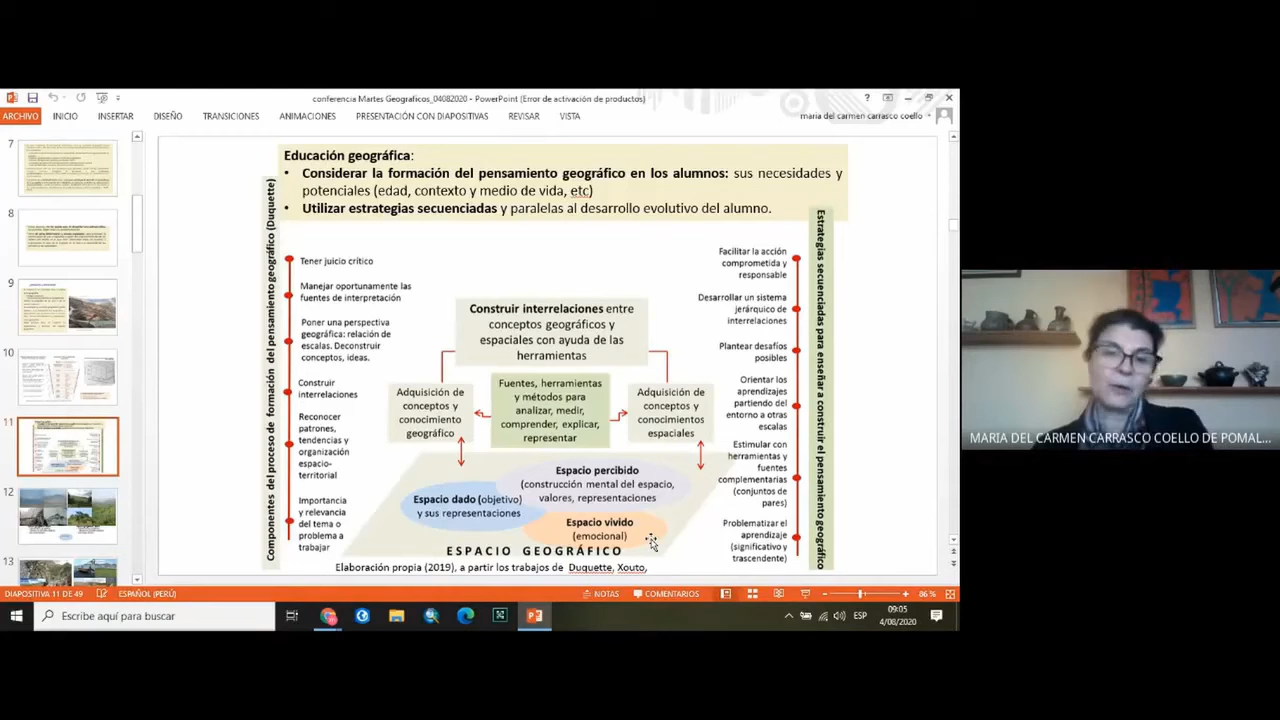 conferencia Martes Geograficos_04082020 - PowerPoint (Error de activación de productos)
ARCHIVO INICIO INSERTAR DISEÑO TRANSICIONES ANIMACIONES PRESENTACIÓN CON DIAPOSITIVAS REVISAR VISTA
maria del carmen carrasco coello
7
8
9
10
11
12
13
Educación geográfica:
• Considerar la formación del pensamiento geográfico en los alumnos: sus necesidades y
potenciales (edad, contexto y medio de vida, etc)
• Utilizar estrategias secuenciadas y paralelas al desarrollo evolutivo del alumno.
Componentes del proceso de formación del pensamiento geográfico (Duquette)
Tener juicio crítico
Manejar oportunamente las
fuentes de interpretación
Poner una perspectiva
geográfica: relación de
escalas. Deconstruir
conceptos, ideas.
Construir
interrelaciones
Reconocer
patrones,
tendencias y
organización
espacio-
territorial
Importancia
y relevancia
del tema o
problema a
trabajar
Construir interrelaciones entre
conceptos geográficos y
espaciales con ayuda de las
herramientas
Adquisición de
conceptos y
conocimiento
geográfico
Fuentes, herramientas
y métodos para
analizar, medir,
comprender, explicar,
representar
Adquisición de
conceptos y
conocimientos
espaciales
Espacio percibido
(construcción mental del espacio,
valores, representaciones
Espacio dado (objetivo)
y sus representaciones
Espacio vivido
(emocional)
ESPACIO GEOGRÁFICO
Elaboración propia (2019), a partir los trabajos de Duquette, Xouto,
Facilitar la acción
comprometida y
responsable
Desarrollar un sistema
jerárquico de
interrelaciones
Plantear desafíos
posibles
Orientar los
aprendizajes
partiendo del
entorno a otras
escalas
Estimular con
herramientas y
fuentes
complementarias
(conjuntos de
pares)
Problematizar el
aprendizaje
(significativo y
trascendente)
Estrategias secuenciadas para enseñar a construir el pensamiento geográfico
MARIA DEL CARMEN CARRASCO COELLO DE POMAL...
DIAPOSITIVA 11 DE 49 ESPAÑOL (PERÚ) NOTAS COMENTARIOS 86 %
Escribe aquí para buscar
ESP
09:05
4/08/2020